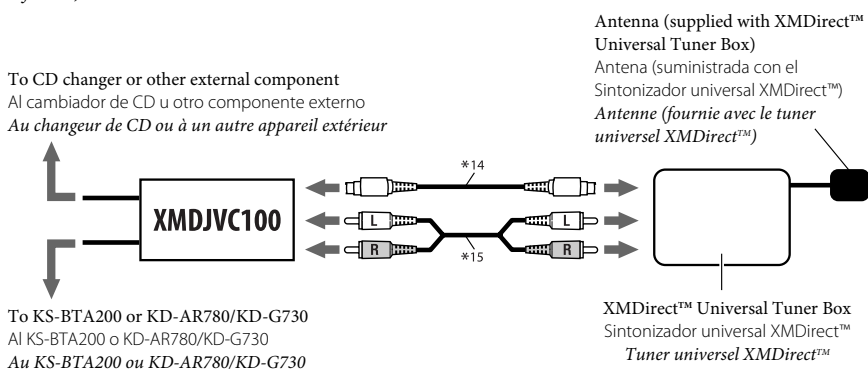 Antenna (supplied with XMDirect™
Universal Tuner Box)
Antena (suministrada con el
Sintonizador universal XMDirect™)
Antenne (fournie avec le tuner
universel XMDirect™)
To CD changer or other external component
Al cambiador de CD u otro componente externo
Au changeur de CD ou à un autre appareil extérieur
*14
XMDJVC100
L
L
R
R
*15
To KS-BTA200 or KD-AR780/KD-G730
Al KS-BTA200 o KD-AR780/KD-G730
Au KS-BTA200 ou KD-AR780/KD-G730
XMDirect™ Universal Tuner Box
Sintonizador universal XMDirect™
Tuner universel XMDirect™